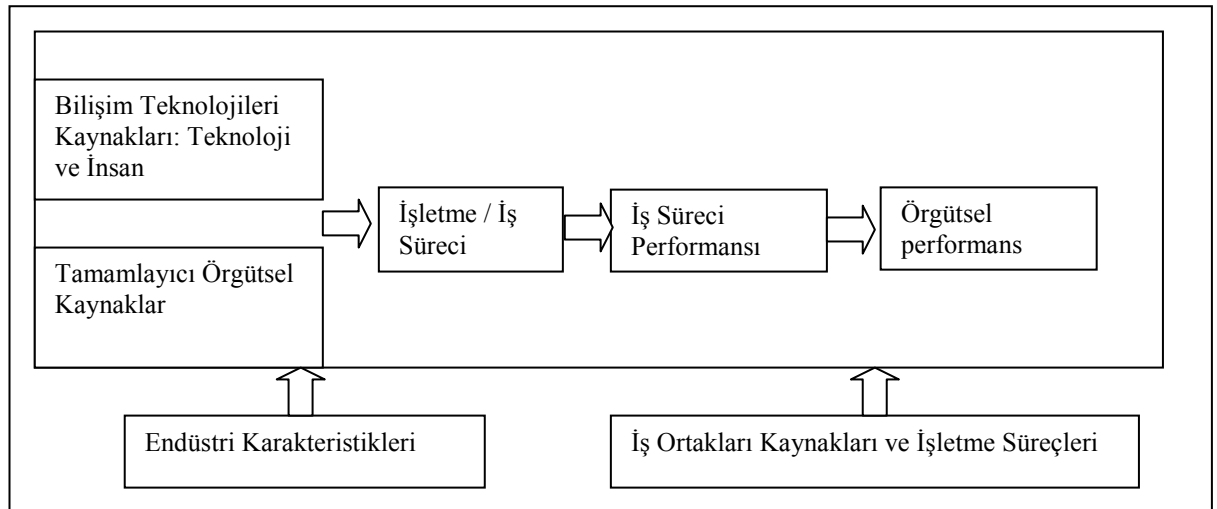 Bilişim Teknolojileri
Kaynakları: Teknoloji
ve İnsan
Tamamlayıcı Örgütsel
Kaynaklar
İşletme / İş
Süreci
İş Süreci
Performansı
Örgütsel
performans
Endüstri Karakteristikleri
İş Ortakları Kaynakları ve İşletme Süreçleri